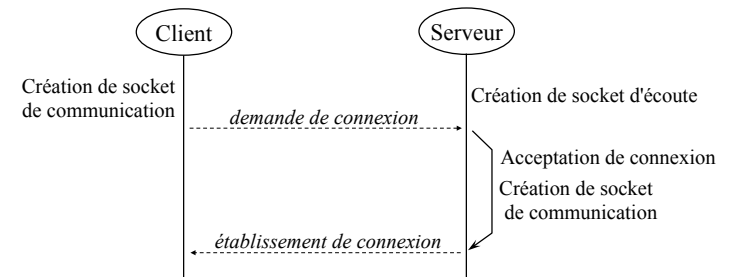 Client
Serveur
Création de socket
de communication
Création de socket d'écoute
demande de connexion
Acceptation de connexion
Création de socket
de communication
établissement de connexion